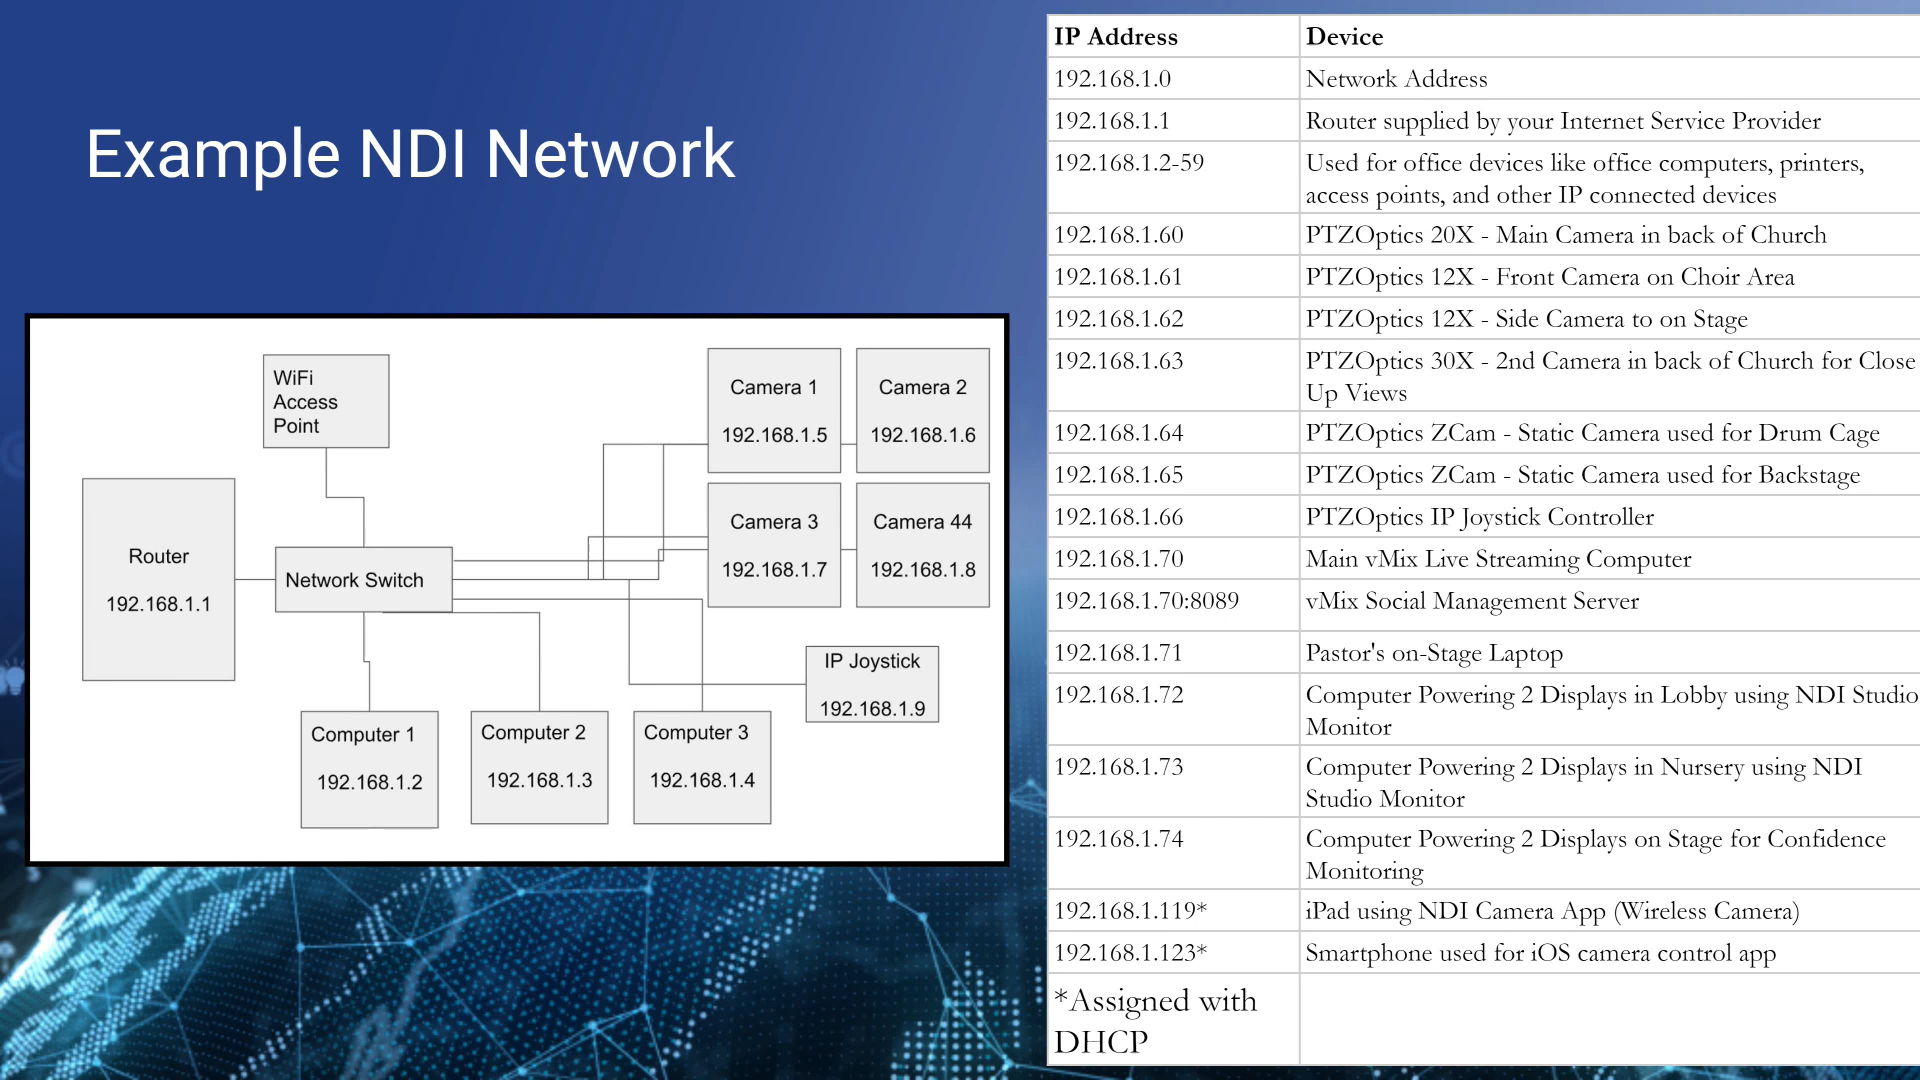 Example NDI Network
WiFi
Access
Point
Router
192.168.1.1
Network Switch
Camera 1
192.168.1.5
Camera 2
192.168.1.6
Camera 3
192.168.1.7
Camera 44
192.168.1.8
IP Joystick
192.168.1.9
Computer 1
192.168.1.2
Computer 2
192.168.1.3
Computer 3
192.168.1.4
IP Address Device
192.168.1.0 Network Address
192.168.1.1 Router supplied by your Internet Service Provider
192.168.1.2-59 Used for office devices like office computers, printers,
access points, and other IP connected devices
192.168.1.60 PTZOptics 20X - Main Camera in back of Church
192.168.1.61 PTZOptics 12X - Front Camera on Choir Area
192.168.1.62 PTZOptics 12X - Side Camera to on Stage
192.168.1.63 PTZOptics 30X - 2nd Camera in back of Church for Close
Up Views
192.168.1.64 PTZOptics ZCam - Static Camera used for Drum Cage
192.168.1.65 PTZOptics ZCam - Static Camera used for Backstage
192.168.1.66 PTZOptics IP Joystick Controller
192.168.1.70 Main vMix Live Streaming Computer
192.168.1.70:8089 vMix Social Management Server
192.168.1.71 Pastor's on-Stage Laptop
192.168.1.72 Computer Powering 2 Displays in Lobby using NDI Studio
Monitor
192.168.1.73 Computer Powering 2 Displays in Nursery using NDI
Studio Monitor
192.168.1.74 Computer Powering 2 Displays on Stage for Confidence
Monitoring
192.168.1.119* iPad using NDI Camera App (Wireless Camera)
192.168.1.123* Smartphone used for iOS camera control app
*Assigned with
DHCP